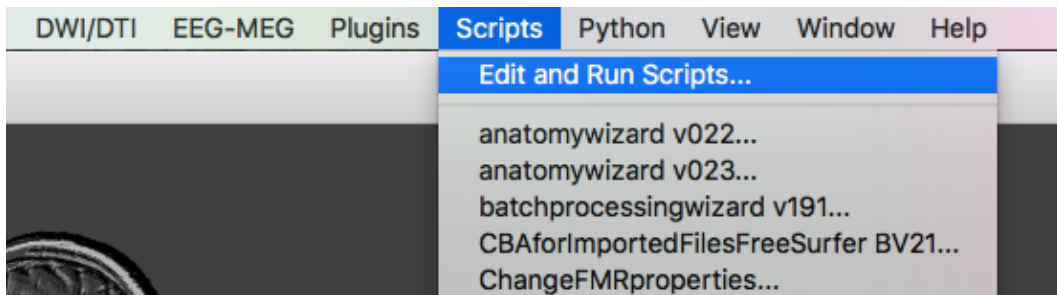 DWI/DTI EEG-MEG Plugins Scripts Python View Window Help
Edit and Run Scripts...
anatomywizard v022...
anatomywizard v023...
batchprocessingwizard v191...
CBAforImportedFilesFreeSurfer BV21...
ChangeFMRproperties...